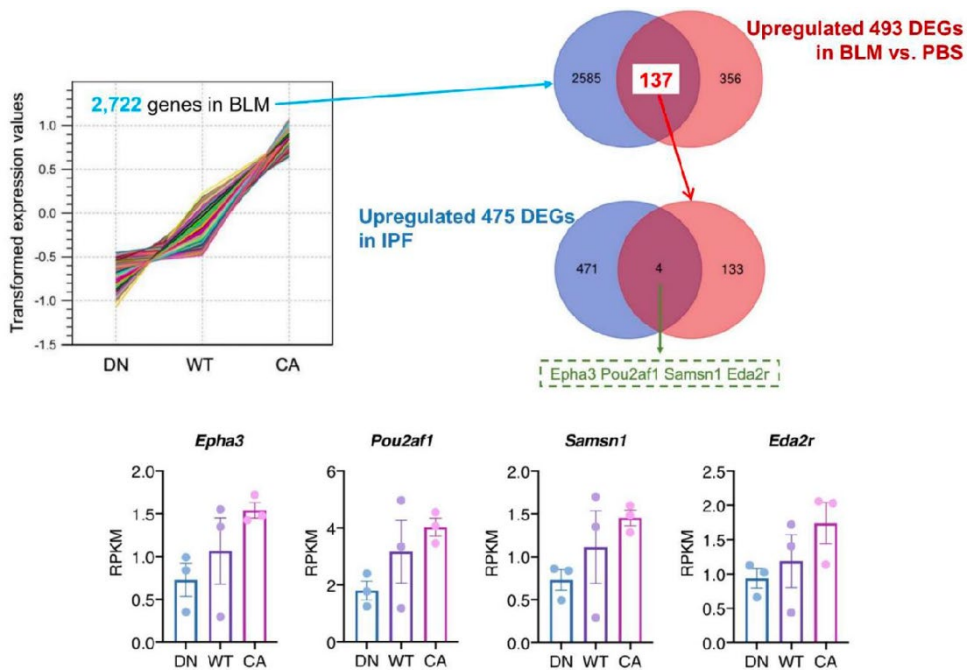 Upregulated 493 DEGs
in BLM vs. PBS
2,722 genes in BLM
2585
137
356
Transformed expression values
1.0
0.5
0.0
-0.5
-1.0
-1.5
DN WT CA
Upregulated 475 DEGs
in IPF
471
4
133
Epha3 Pou2af1 Samsn1 Eda2r
Epha3
RPKM
2.0
1.5
1.0
0.5
0.0
DN WT CA
Pou2af1
RPKM
6
4
2
0
DN WT CA
Samsn1
RPKM
2.0
1.5
1.0
0.5
0.0
DN WT CA
Eda2r
RPKM
2.5
2.0
1.5
1.0
0.5
0.0
DN WT CA